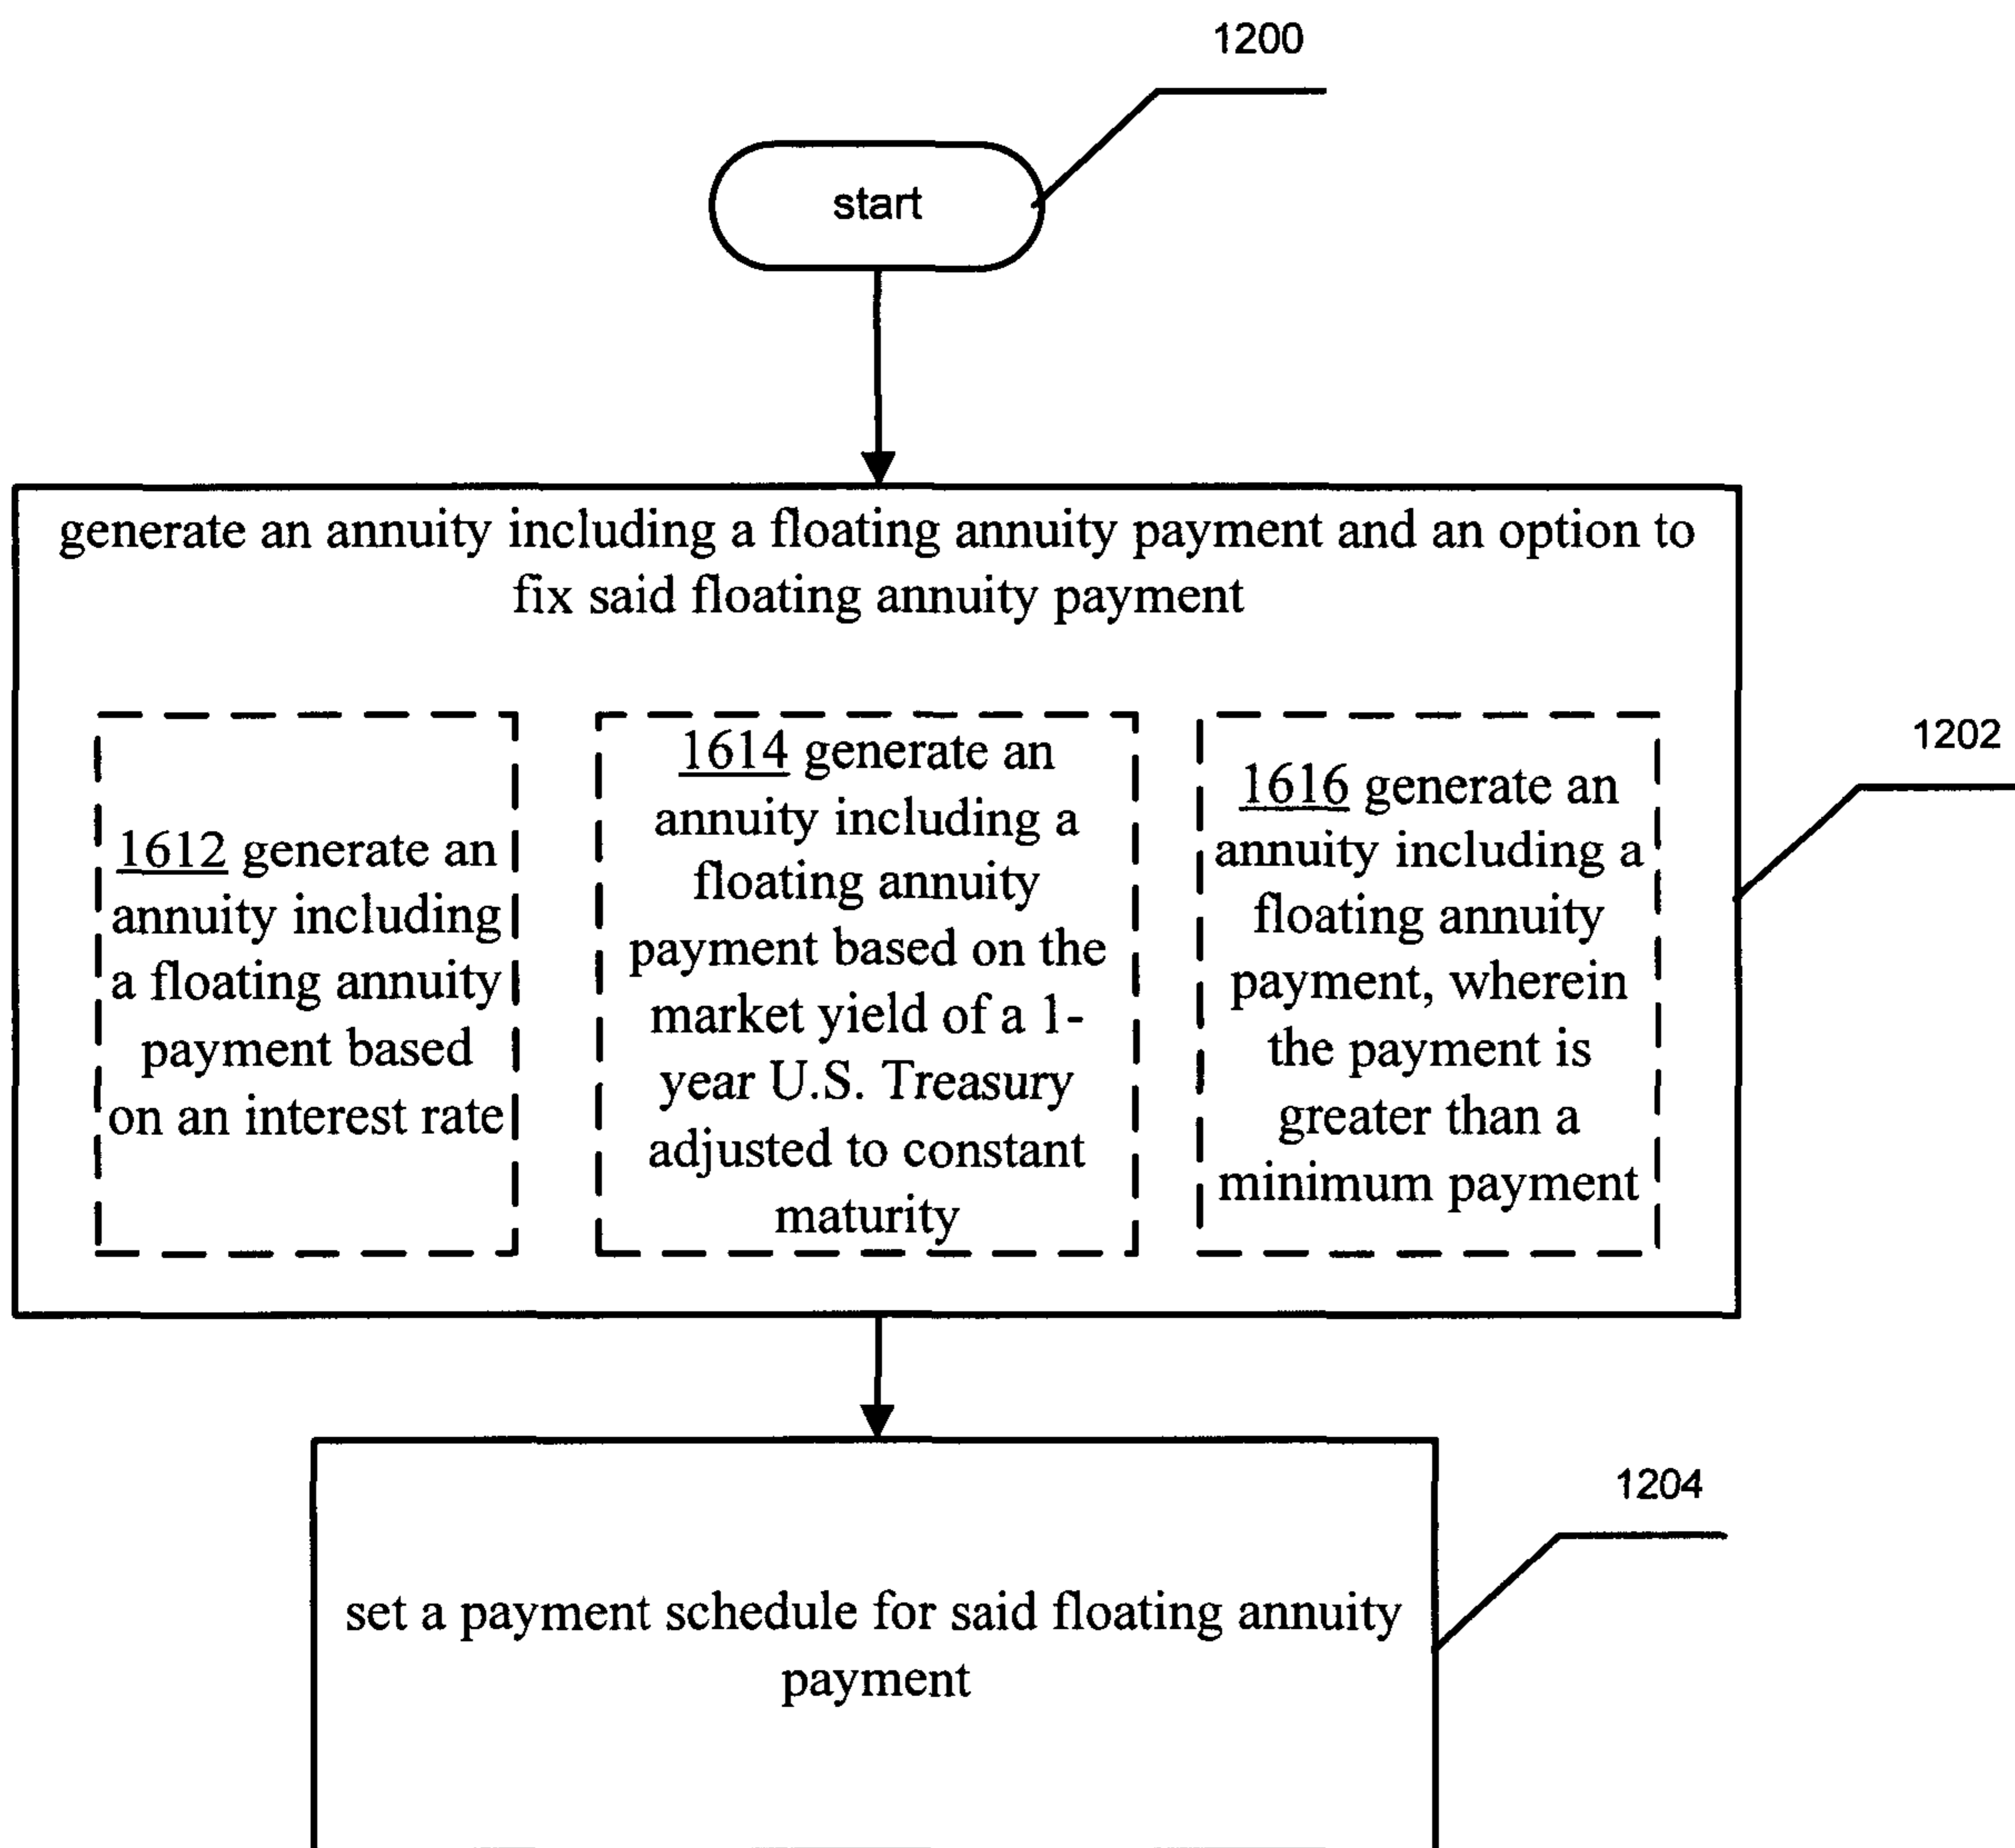 1200
start
generate an annuity including a floating annuity payment and an option to
fix said floating annuity payment
1202
1612 generate an
annuity including
a floating annuity
payment based
on an interest rate
1614 generate an
annuity including a
floating annuity
payment based on the
market yield of a 1-
year U.S. Treasury
adjusted to constant
maturity
1616 generate an
annuity including a
floating annuity
payment, wherein
the payment is
greater than a
minimum payment
1204
set a payment schedule for said floating annuity
payment